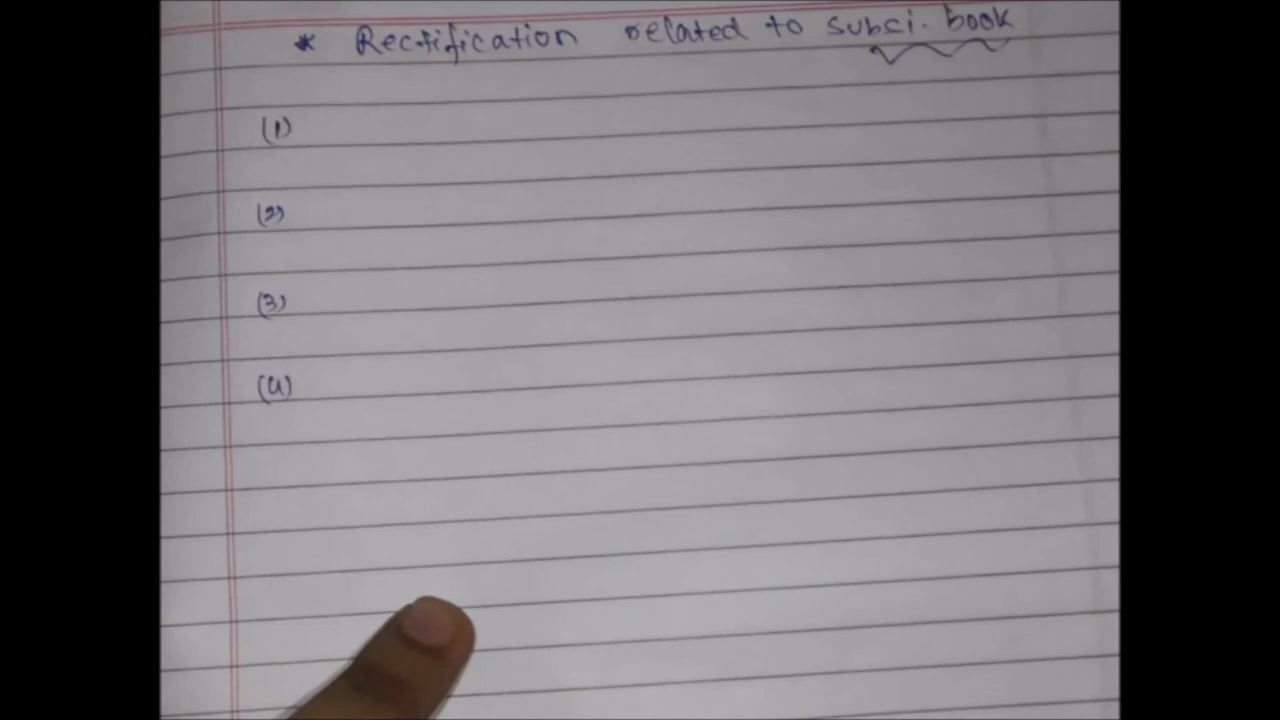 * Rectification related to subsi. book
(1)
(2)
(3)
(4)